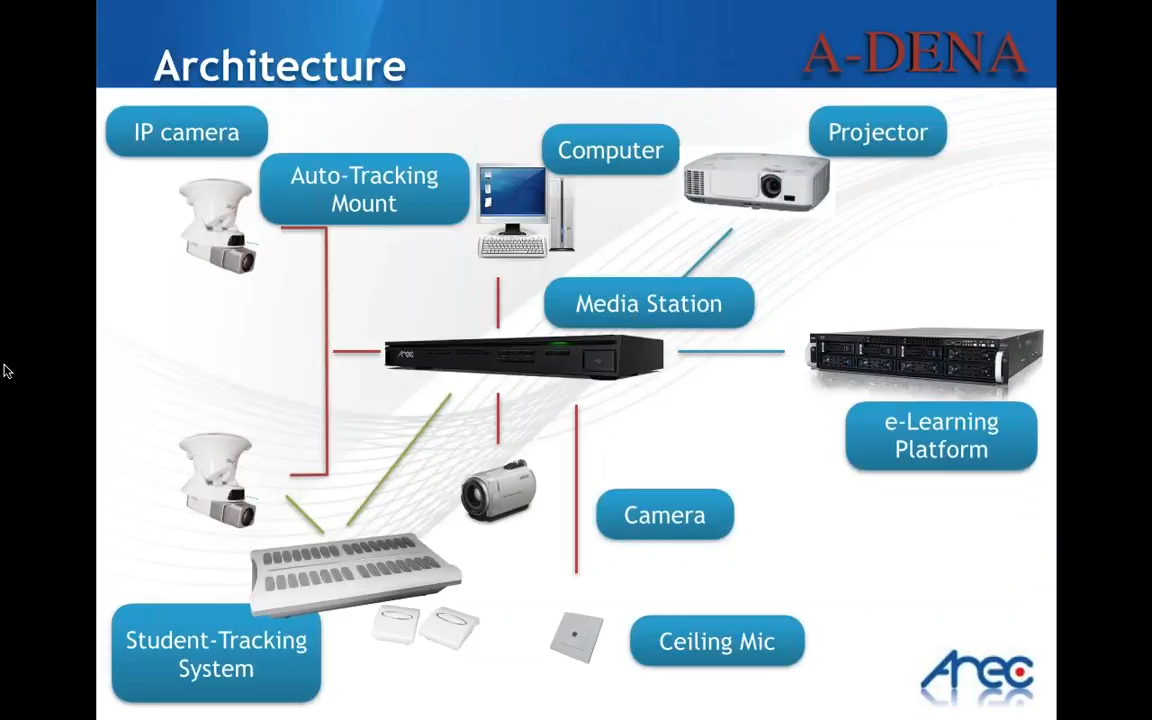 Architecture
A-DENA
IP camera
Auto-Tracking
Mount
Computer
Projector
Media Station
Arec
e-Learning
Platform
Camera
Student-Tracking
System
Ceiling Mic
Arec